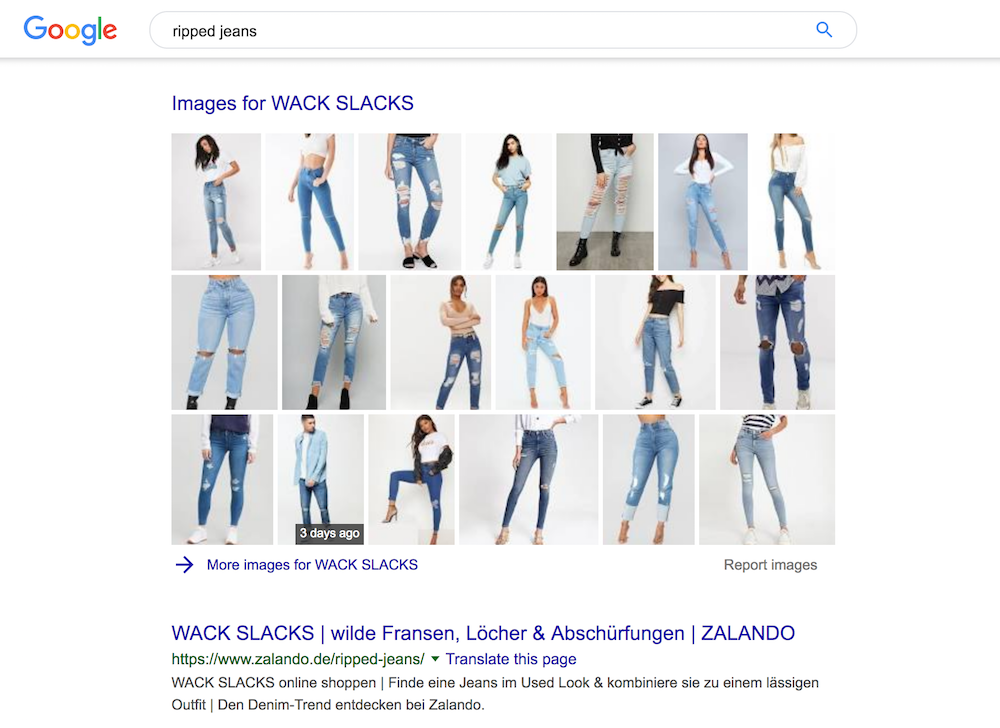 Google
ripped jeans
Images for WACK SLACKS
3 days ago
More images for WACK SLACKS
Report images
WACK SLACKS | wilde Fransen, Löcher & Abschürfungen | ZALANDO
https://www.zalando.de/ripped-jeans/ ▼ Translate this page
WACK SLACKS online shoppen | Finde eine Jeans im Used Look & kombiniere sie zu einem lässigen
Outfit | Den Denim-Trend entdecken bei Zalando.